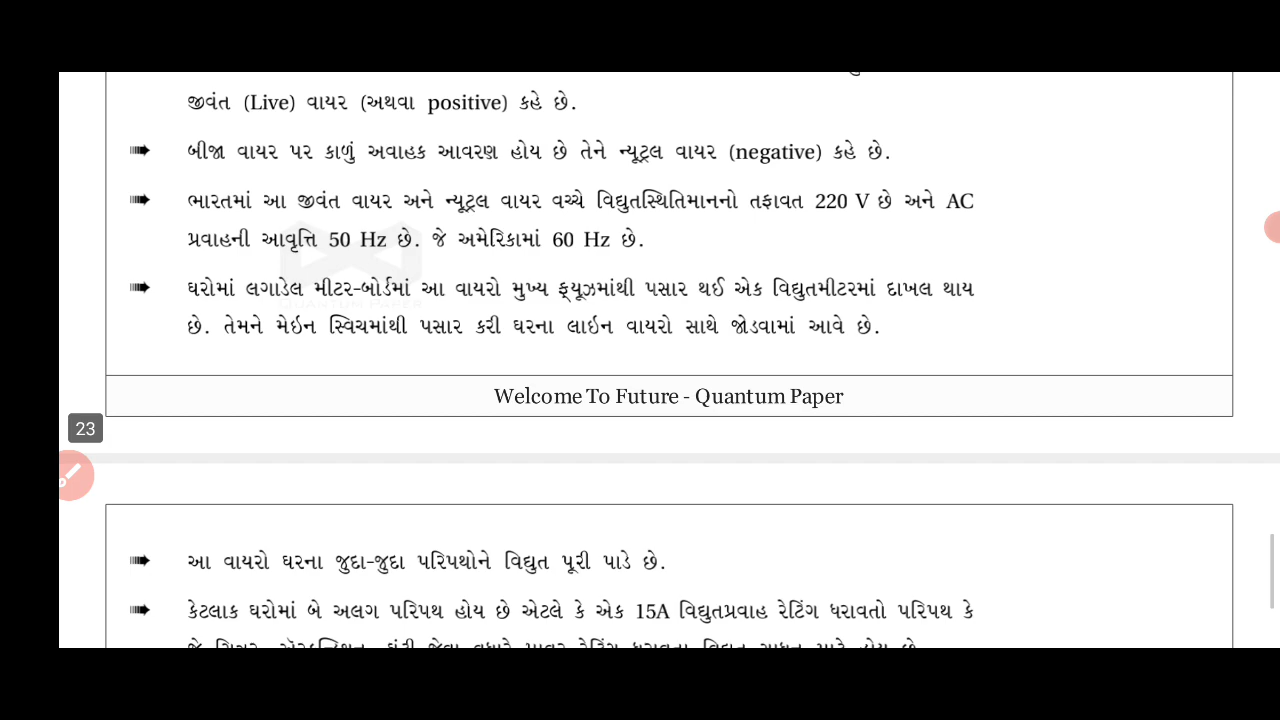 જીવંત (Live) વાયર (અથવા positive) કહે છે.
બીજા વાયર પર કાળું અવાહક આવરણ હોય છે તેને ન્યૂટ્રલ વાયર (negative) કહે છે.
ભારતમાં આ જીવંત વાયર અને ન્યૂટ્રલ વાયર વચ્ચે વિદ્યુતસ્થિતિમાનનો તફાવત 220 V છે અને AC
પ્રવાહની આવૃત્તિ 50 Hz છે. જે અમેરિકામાં 60 Hz છે.
QUANTUM PAPER
ઘરોમાં લગાડેલ મીટર-બોર્ડમાં આ વાયરો મુખ્ય ફ્યૂઝમાંથી પસાર થઈ એક વિદ્યુતમીટરમાં દાખલ થાય
છે. તેમને મેઇન સ્વિચમાંથી પસાર કરી ઘરના લાઇન વાયરો સાથે જોડવામાં આવે છે.
Welcome To Future - Quantum Paper
23
આ વાયરો ઘરના જુદા-જુદા પરિપથોને વિદ્યુત પૂરી પાડે છે.
કેટલાક ઘરોમાં બે અલગ પરિપથ હોય છે એટલે કે એક 15A વિદ્યુતપ્રવાહ રેટિંગ ધરાવતો પરિપથ કે